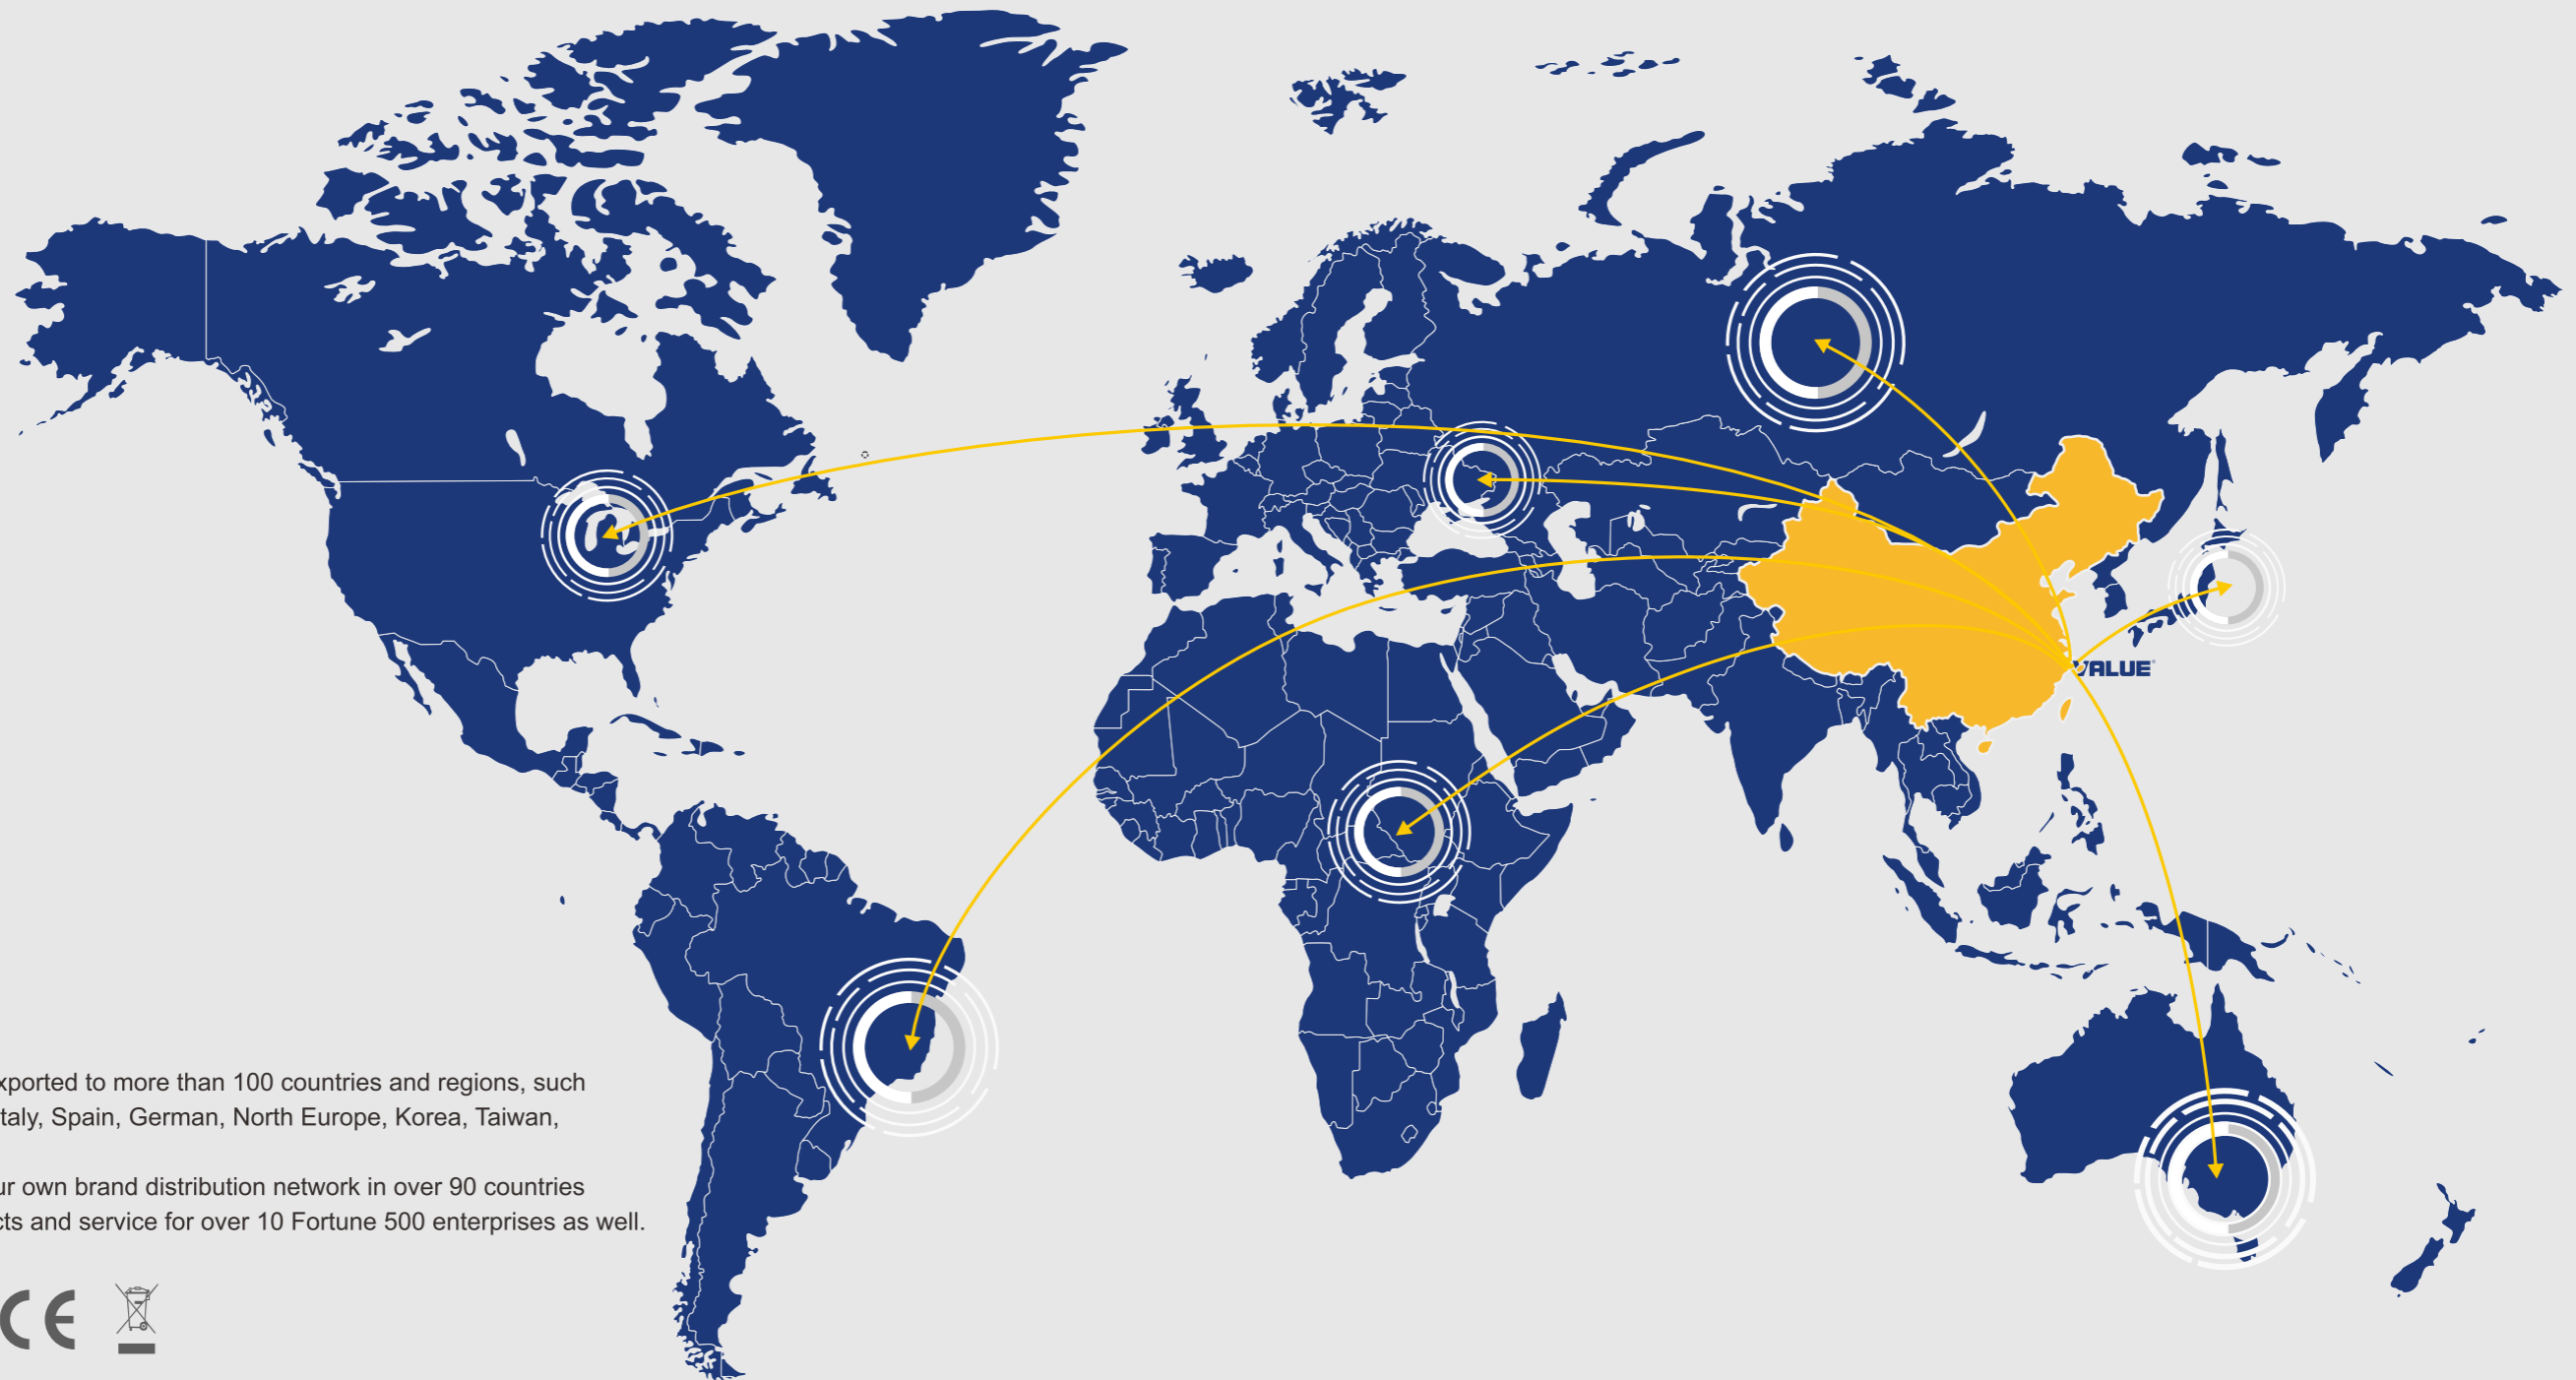 VALUE
xported to more than 100 countries and regions, such
taly, Spain, German, North Europe, Korea, Taiwan,
ur own brand distribution network in over 90 countries
cts and service for over 10 Fortune 500 enterprises as well.
CE